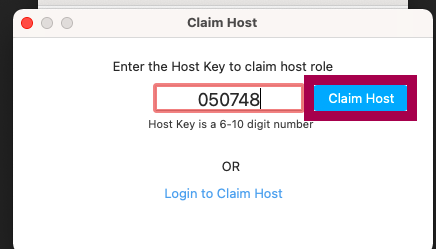 Claim Host
Enter the Host Key to claim host role
050748
Claim Host
Host Key is a 6-10 digit number
OR
Login to Claim Host